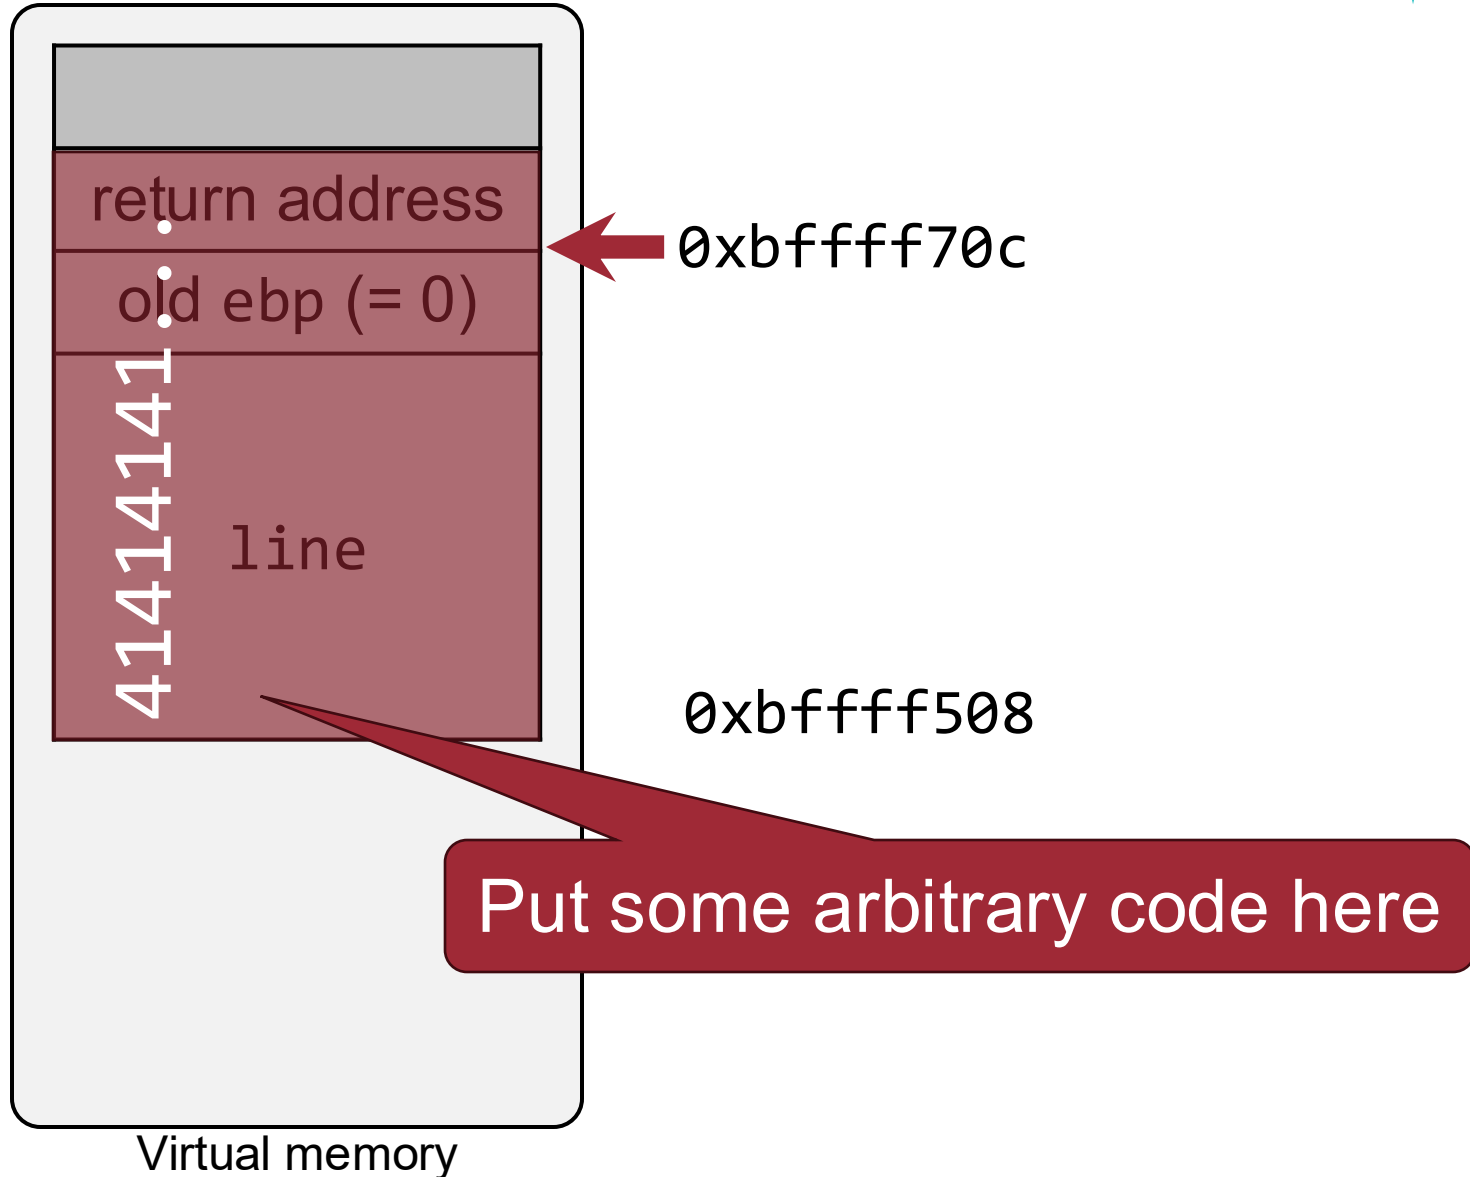 return address
0xbffff70c
old ebp (= 0)
41414141...
line
0xbffff508
Put some arbitrary code here
Virtual memory